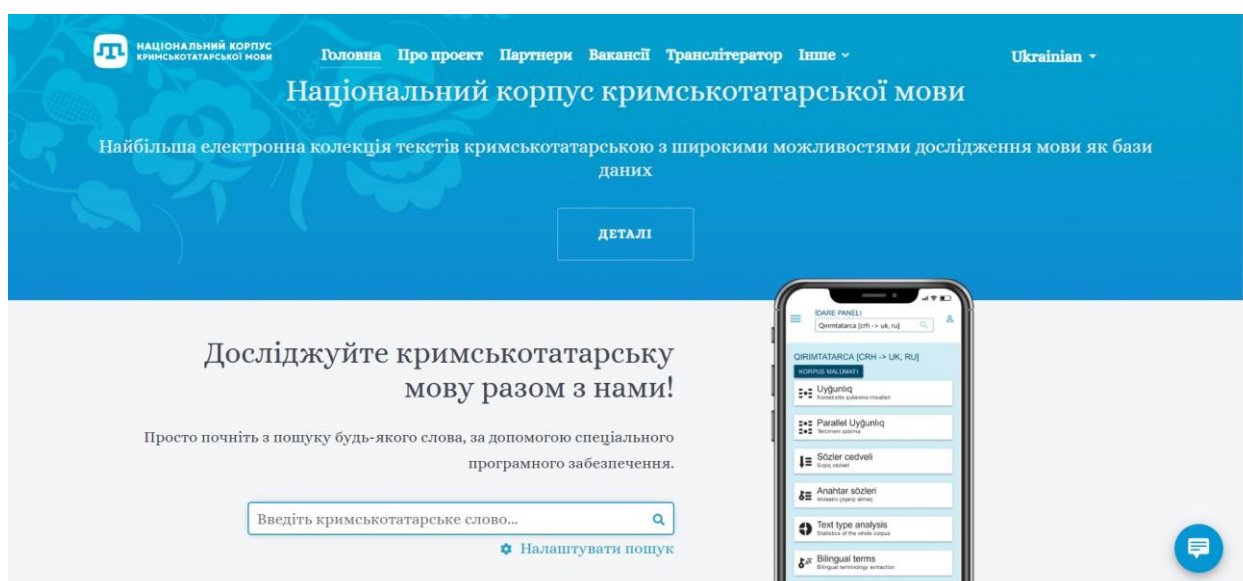 НАЦІОНАЛЬНИЙ КОРПУС
КРИМСЬКОТАТАРСЬКОЇ МОВИ
Головна Про проєкт Партнери Вакансії Транслітератор Інше
Ukrainian
Національний корпус кримськотатарської мови
Найбільша електронна колекція текстів кримськотатарською з широкими можливостями дослідження мови як бази
даних
ДЕТАЛІ
Досліджуйте кримськотатарську
мову разом з нами!
Просто почніть з пошуку будь-якого слова, за допомогою спеціального
програмного забезпечення.
Введіть кримськотатарське слово...
Налаштувати пошук
İDARE PANELİ
Qırımtatarca [crh -> uk, ru]
QIRIMTATARCA [CRH -> UK, RU]
KORPUS MALÜMATI
Uyğunlıq
Parallel Uyğunlıq
Sözler cedveli
Anahtar sözleri
Text type analysis
Statistics of the whole corpus
Bilingual terms
Bilingual terminology extraction